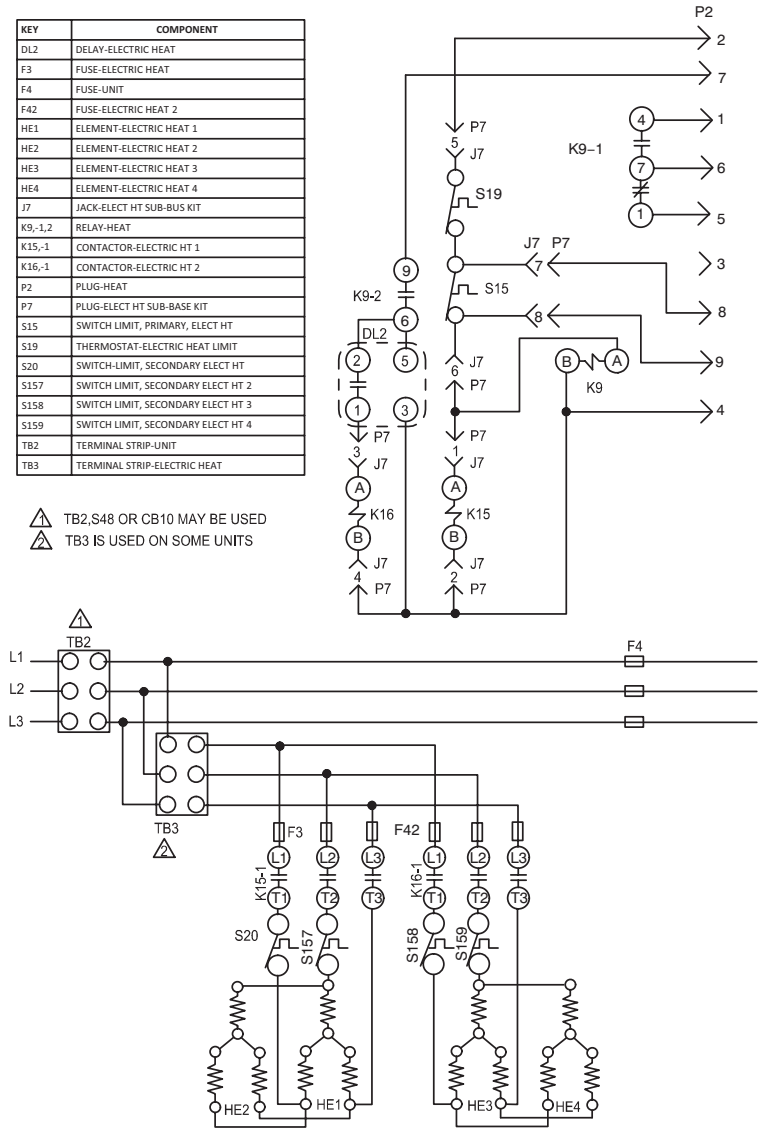 KEY COMPONENT
DL2 DELAY-ELECTRIC HEAT
F3 FUSE-ELECTRIC HEAT
F4 FUSE-UNIT
F42 FUSE-ELECTRIC HEAT 2
HE1 ELEMENT-ELECTRIC HEAT 1
HE2 ELEMENT-ELECTRIC HEAT 2
HE3 ELEMENT-ELECTRIC HEAT 3
HE4 ELEMENT-ELECTRIC HEAT 4
J7 JACK-ELECT HT SUB-BUS KIT
K9,-1,2 RELAY-HEAT
K15,-1 CONTACTOR-ELECTRIC HT 1
K16,-1 CONTACTOR-ELECTRIC HT 2
P2 PLUG-HEAT
P7 PLUG-ELECT HT SUB-BASE KIT
S15 SWITCH LIMIT, PRIMARY, ELECT HT
S19 THERMOSTAT-ELECTRIC HEAT LIMIT
S20 SWITCH-LIMIT, SECONDARY ELECT HT
S157 SWITCH LIMIT, SECONDARY ELECT HT 2
S158 SWITCH LIMIT, SECONDARY ELECT HT 3
S159 SWITCH LIMIT, SECONDARY ELECT HT 4
TB2 TERMINAL STRIP-UNIT
TB3 TERMINAL STRIP-ELECTRIC HEAT
1 TB2,S48 OR CB10 MAY BE USED
2 TB3 IS USED ON SOME UNITS
P2
2
7
P7
5
J7
S19
4
1
K9-1
7
6
1
5
J7 P7
7
3
9
K9-2
S15
6
8
8
DL2
2
5
6
J7
P7
B
A
K9
9
4
1
3
P7
3
J7
P7
1
J7
A
K16
B
A
K15
B
J7
4
P7
J7
2
P7
1
TB2
L1
L2
L3
F4
TB3
2
F3
F42
L1
L2
L3
L1
L2
L3
K15-1
K16-1
T1
T2
T3
T1
T2
T3
S20
S157
S158
S159
HE2
HE1
HE3
HE4